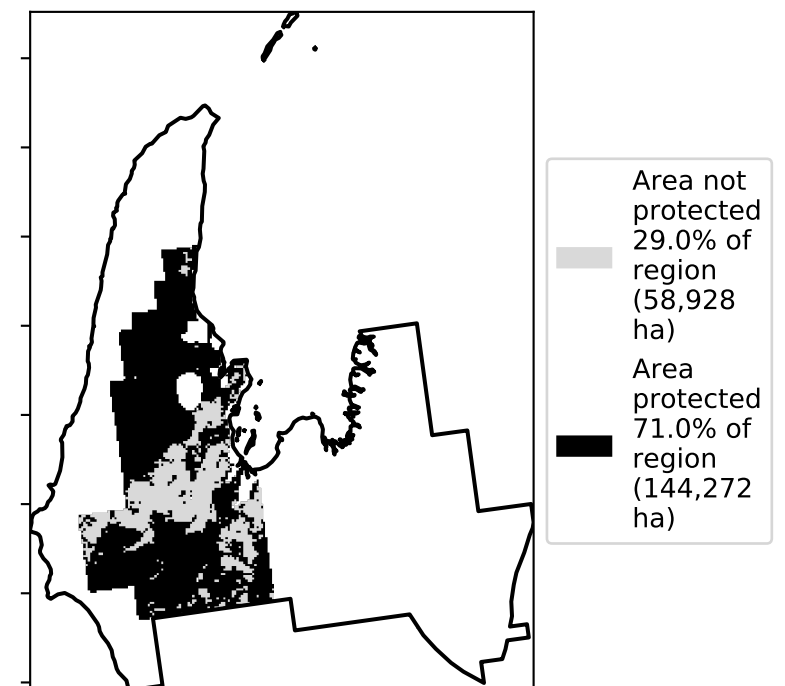 Area not
protected
29.0% of
region
(58,928
ha)
Area
protected
71.0% of
region
(144,272
ha)